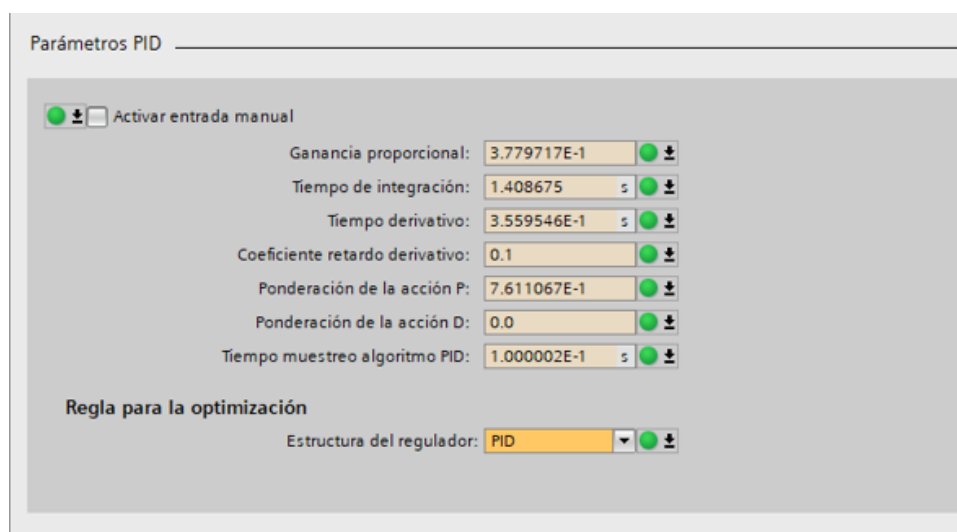 Parámetros PID
Activar entrada manual
Ganancia proporcional: 3.779717E-1
Tiempo de integración: 1.408675 s
Tiempo derivativo: 3.559546E-1 s
Coeficiente retardo derivativo: 0.1
Ponderación de la acción P: 7.611067E-1
Ponderación de la acción D: 0.0
Tiempo muestreo algoritmo PID: 1.000002E-1 s
Regla para la optimización
Estructura del regulador: PID